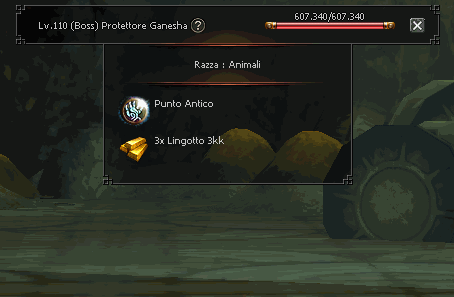 Lv.110 (Boss) Protettore Ganesha ?
607.340/607.340
Razza : Animali
Punto Antico
3x Lingotto 3kk